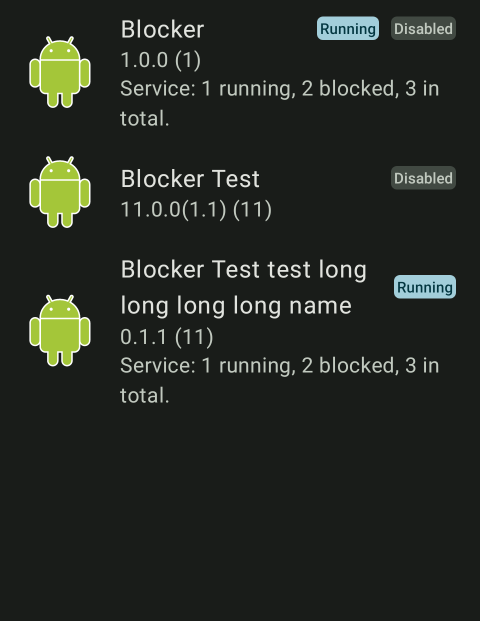 Blocker Running Disabled
1.0.0 (1)
Service: 1 running, 2 blocked, 3 in
total.
Blocker Test Disabled
11.0.0(1.1) (11)
Blocker Test test long
long long long name Running
0.1.1 (11)
Service: 1 running, 2 blocked, 3 in
total.